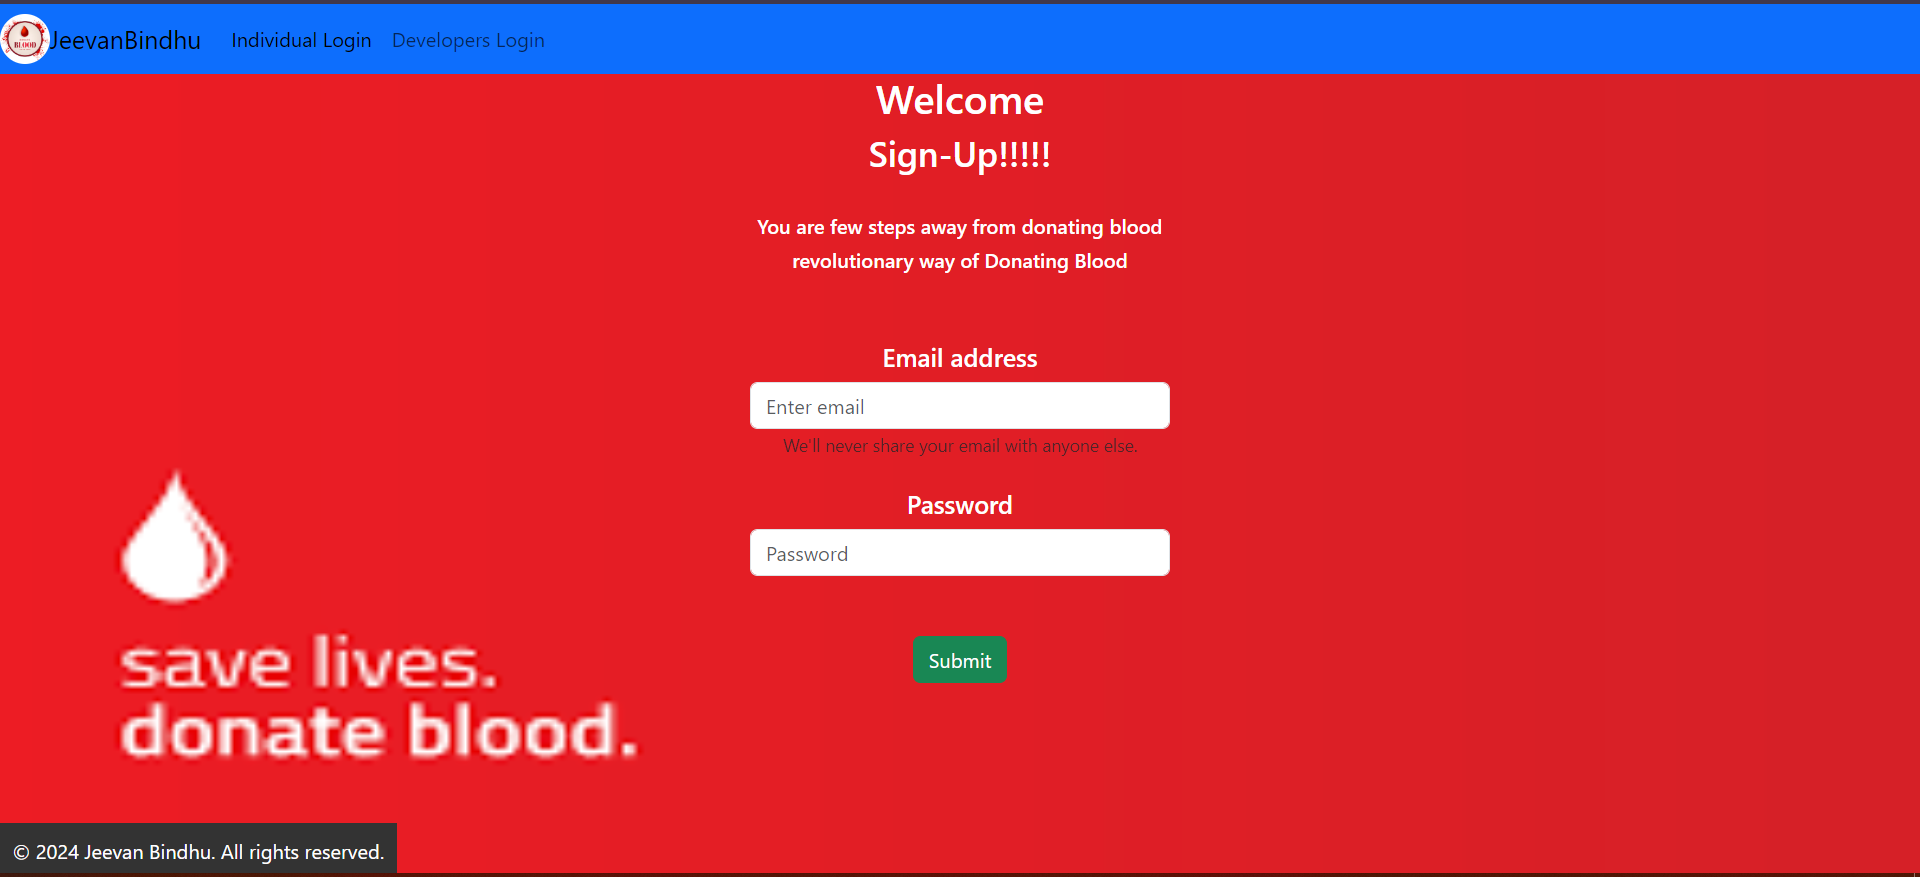 BLOOD
JeevanBindhu Individual Login Developers Login
Welcome
Sign-Up!!!!!
You are few steps away from donating blood
revolutionary way of Donating Blood
Email address
Enter email
We'll never share your email with anyone else.
Password
Password
Submit
save lives.
donate blood.
© 2024 Jeevan Bindhu. All rights reserved.